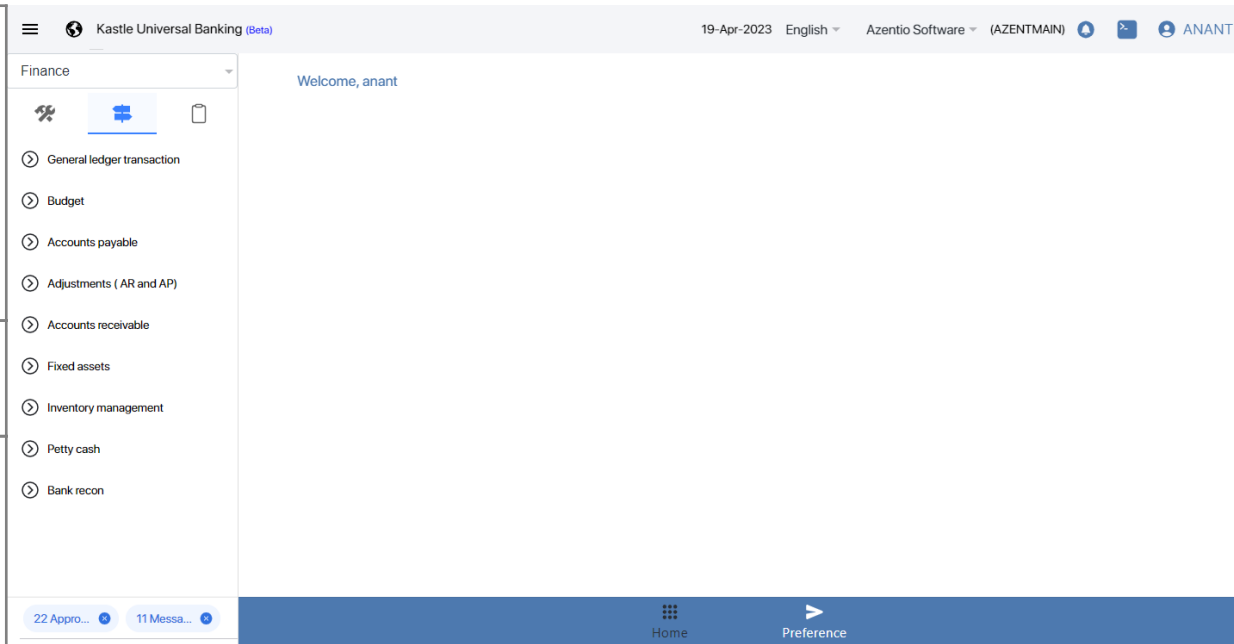 Kastle Universal Banking (Beta)
19-Apr-2023 English Azentio Software (AZENTMAIN) ANANT
Finance
Welcome, anant
General ledger transaction
Budget
Accounts payable
Adjustments ( AR and AP)
Accounts receivable
Fixed assets
Inventory management
Petty cash
Bank recon
22 Appro... 11 Messa...
Home Preference